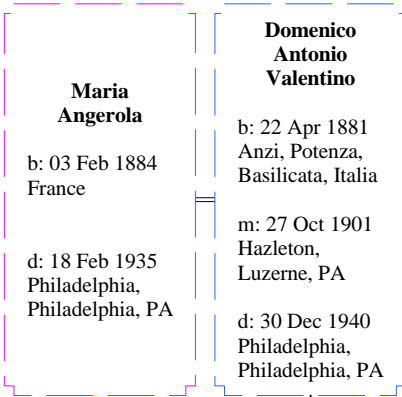 Maria
Angerola
b: 03 Feb 1884
France
d: 18 Feb 1935
Philadelphia,
Philadelphia, PA
Domenico
Antonio
Valentino
b: 22 Apr 1881
Anzi, Potenza,
Basilicata, Italia
m: 27 Oct 1901
Hazleton,
Luzerne, PA
d: 30 Dec 1940
Philadelphia,
Philadelphia, PA